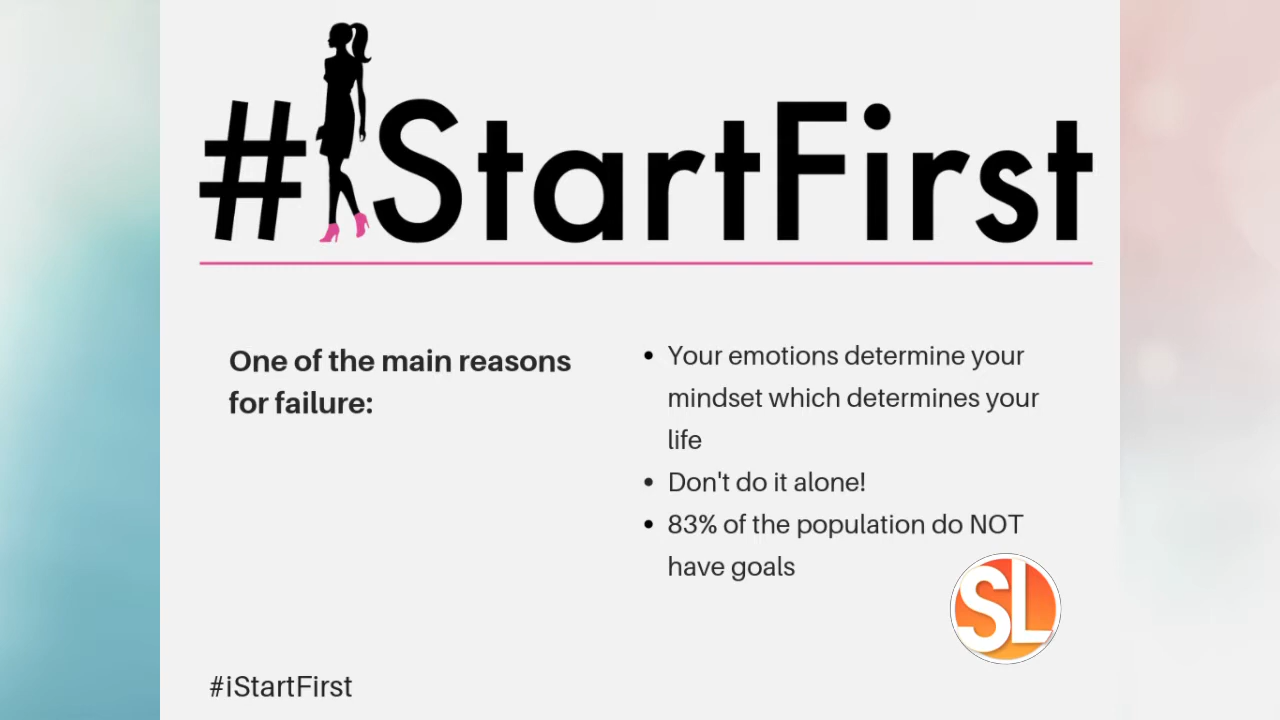 #iStartFirst
One of the main reasons
for failure:
• Your emotions determine your
mindset which determines your
life
• Don't do it alone!
• 83% of the population do NOT
have goals
SL
#iStartFirst